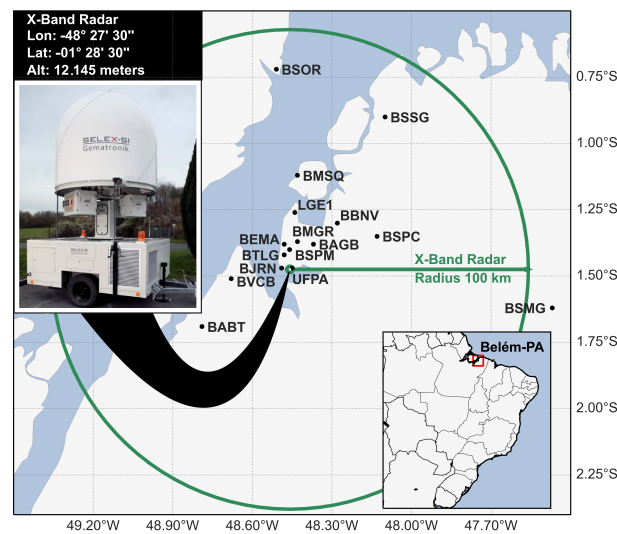 X-Band Radar
Lon: -48° 27' 30"
Lat: -01° 28' 30"
Alt: 12.145 meters
SELEX-SI
Gematronik
BSOR
0.75°S
BSSG
1.00°S
BMSQ
LGE1
1.25°S
BBNV
BMGR
BEMA
BAGB
BSPC
BTLG
BSPM
X-Band Radar
Radius 100 km
BJRN
UFPA
1.50°S
BVCB
BSMG
BABT
1.75°S
Belém-PA
2.00°S
2.25°S
49.20°W 48.90°W 48.60°W 48.30°W 48.00°W 47.70°W